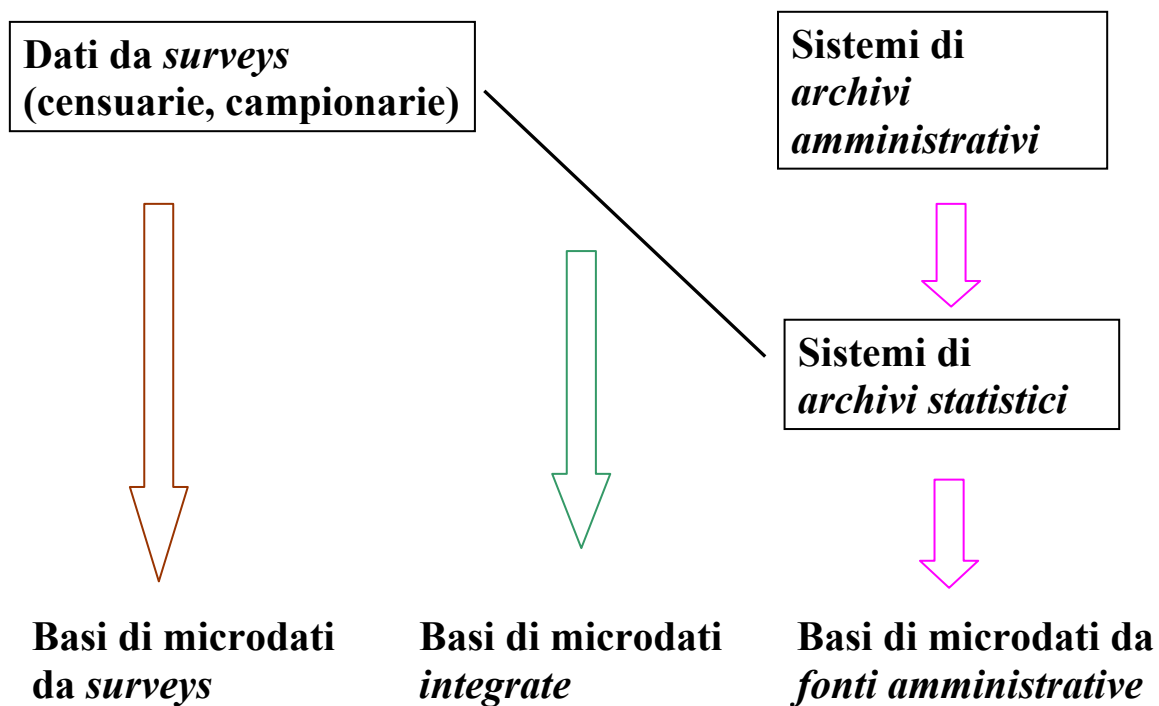 Dati da surveys
(censuarie, campionarie)
Sistemi di
archivi
amministrativi
Sistemi di
archivi statistici
Basi di microdati
da surveys
Basi di microdati
integrate
Basi di microdati da
fonti amministrative